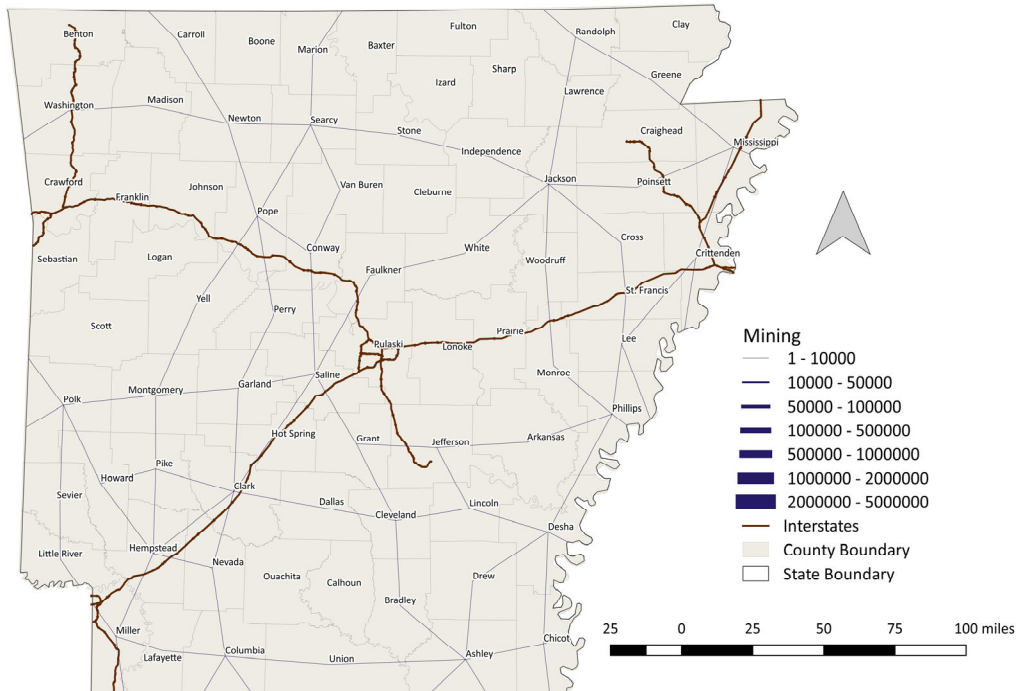 Benton
Carroll
Boone
Marion
Baxter
Fulton
Randolph
Clay
Washington
Madison
Newton
Searcy
Stone
Izard
Sharp
Lawrence
Greene
Independence
Craighead
Mississippi
Crawford
Franklin
Johnson
Van Buren
Cleburne
Jackson
Poinsett
Pope
Conway
White
Woodruff
Cross
Crittenden
Sebastian
Logan
Faulkner
St. Francis
Scott
Yell
Perry
Pulaski
Lonoke
Prairie
Lee
Monroe
Polk
Montgomery
Garland
Saline
Phillips
Hot Spring
Grant
Jefferson
Arkansas
Sevier
Howard
Pike
Clark
Dallas
Cleveland
Lincoln
Desha
Little River
Hempstead
Nevada
Ouachita
Calhoun
Bradley
Drew
Miller
Lafayette
Columbia
Union
Ashley
Chicot
Mining
1 - 10000
10000 - 50000
50000 - 100000
100000 - 500000
500000 - 1000000
1000000 - 2000000
2000000 - 5000000
Interstates
County Boundary
State Boundary
25 0 25 50 75 100 miles